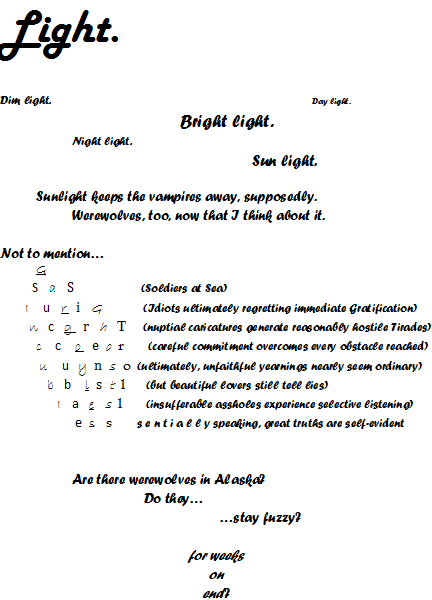 Light.
Dim light. Day light.
Bright light.
Night light.
Sun light.
Sunlight keeps the vampires away, supposedly.
Werewolves, too, now that I think about it.
Not to mention...
G
S a S (Soldiers at Sea)
I u r i G (Idiots ultimately regretting immediate Gratification)
n c g r h T (nuptial caricatures generate reasonably hostile Tirades)
c c o e o r (careful commitment overcomes every obstacle reached)
u u y n s o (ultimately, unfaithful yearnings nearly seem ordinary)
b b l s t l (but beautiful lovers still tell lies)
i a e s l (insufferable assholes experience selective listening)
e s s s e n t i a l l y speaking, great truths are self-evident
Are there werewolves in Alaska?
Do they...
...stay fuzzy?
for weeks
on
end?